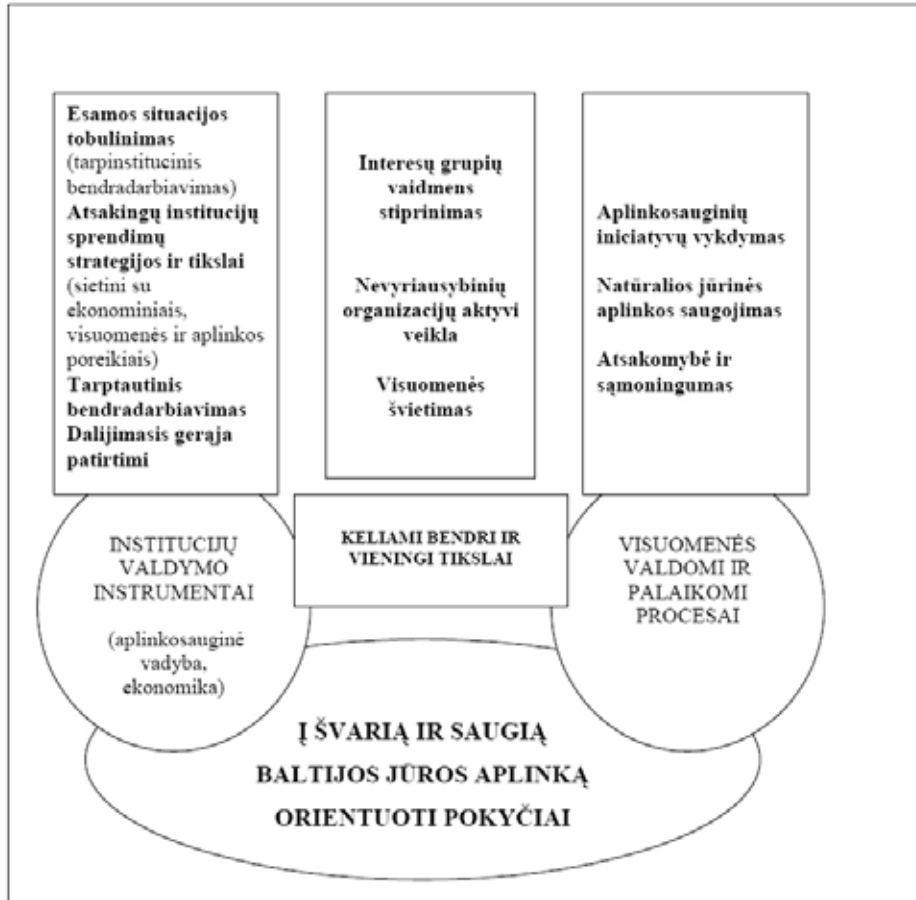 Esamos situacijos
tobulinimas
(tarpinstitucinis
bendradarbiavimas)
Atsakingų institucijų
sprendimų
strategijos ir tikslai
(sietini su
ekonominiais,
visuomenės ir aplinkos
poreikiais)
Tarptautinis
bendradarbiavimas
Dalijimasis gerąja
patirtimi
Interesų grupių
vaidmens
stiprinimas
Nevyriausybinių
organizacijų aktyvi
veikla
Visuomenės
švietimas
Aplinkosauginių
iniciatyvų vykdymas
Natūralios jūrinės
aplinkos saugojimas
Atsakomybė ir
sąmoningumas
INSTITUCIJŲ
VALDYMO
INSTRUMENTAI
(aplinkosauginė
vadyba,
ekonomika)
KELIAMI BENDRI IR
VIENINGI TIKSLAI
VISUOMENĖS
VALDOMI IR
PALAIKOMI
PROCESAI
Į ŠVARIĄ IR SAUGIĄ
BALTIJOS JŪROS APLINKĄ
ORIENTUOTI POKYČIAI